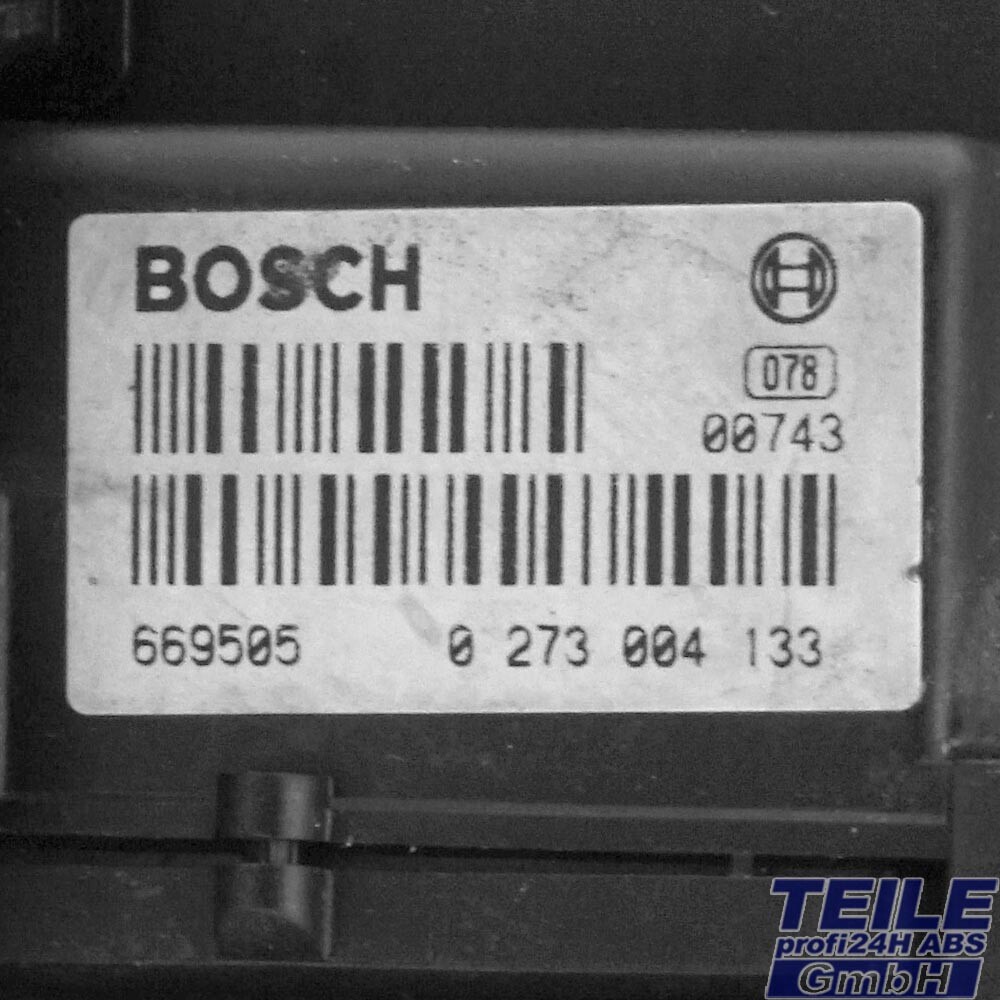 BOSCH
078
00743
669505 0 273 004 133
TEILE
profi24H ABS
GmbH